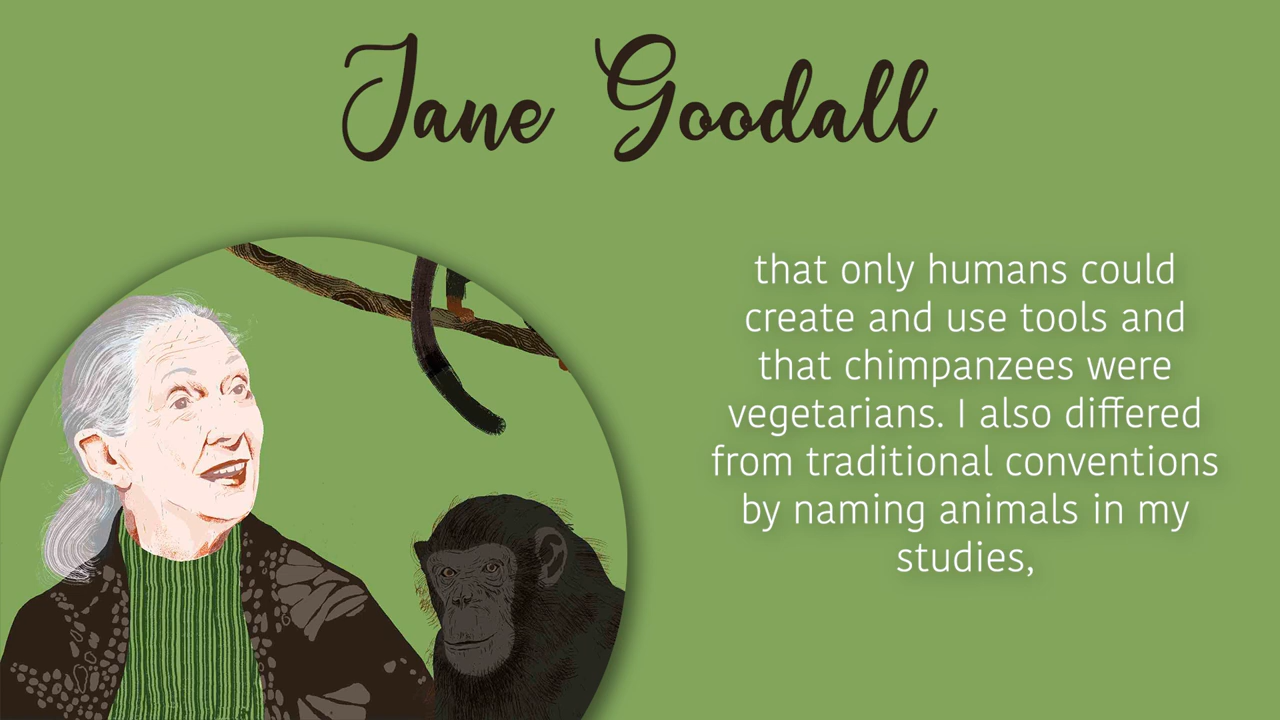 Jane Goodall
that only humans could
create and use tools and
that chimpanzees were
vegetarians. I also differed
from traditional conventions
by naming animals in my
studies,